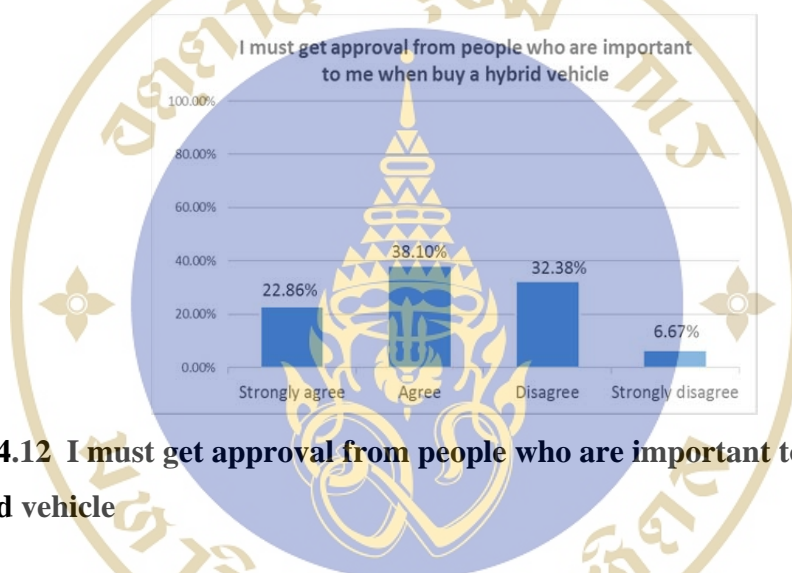 I must get approval from people who are important
to me when buy a hybrid vehicle
100.00%
80.00%
60.00%
40.00%
20.00%
0.00%
22.86%
38.10%
32.38%
6.67%
Strongly agree
Agree
Disagree
Strongly disagree
4.12 I must get approval from people who are important to
d vehicle